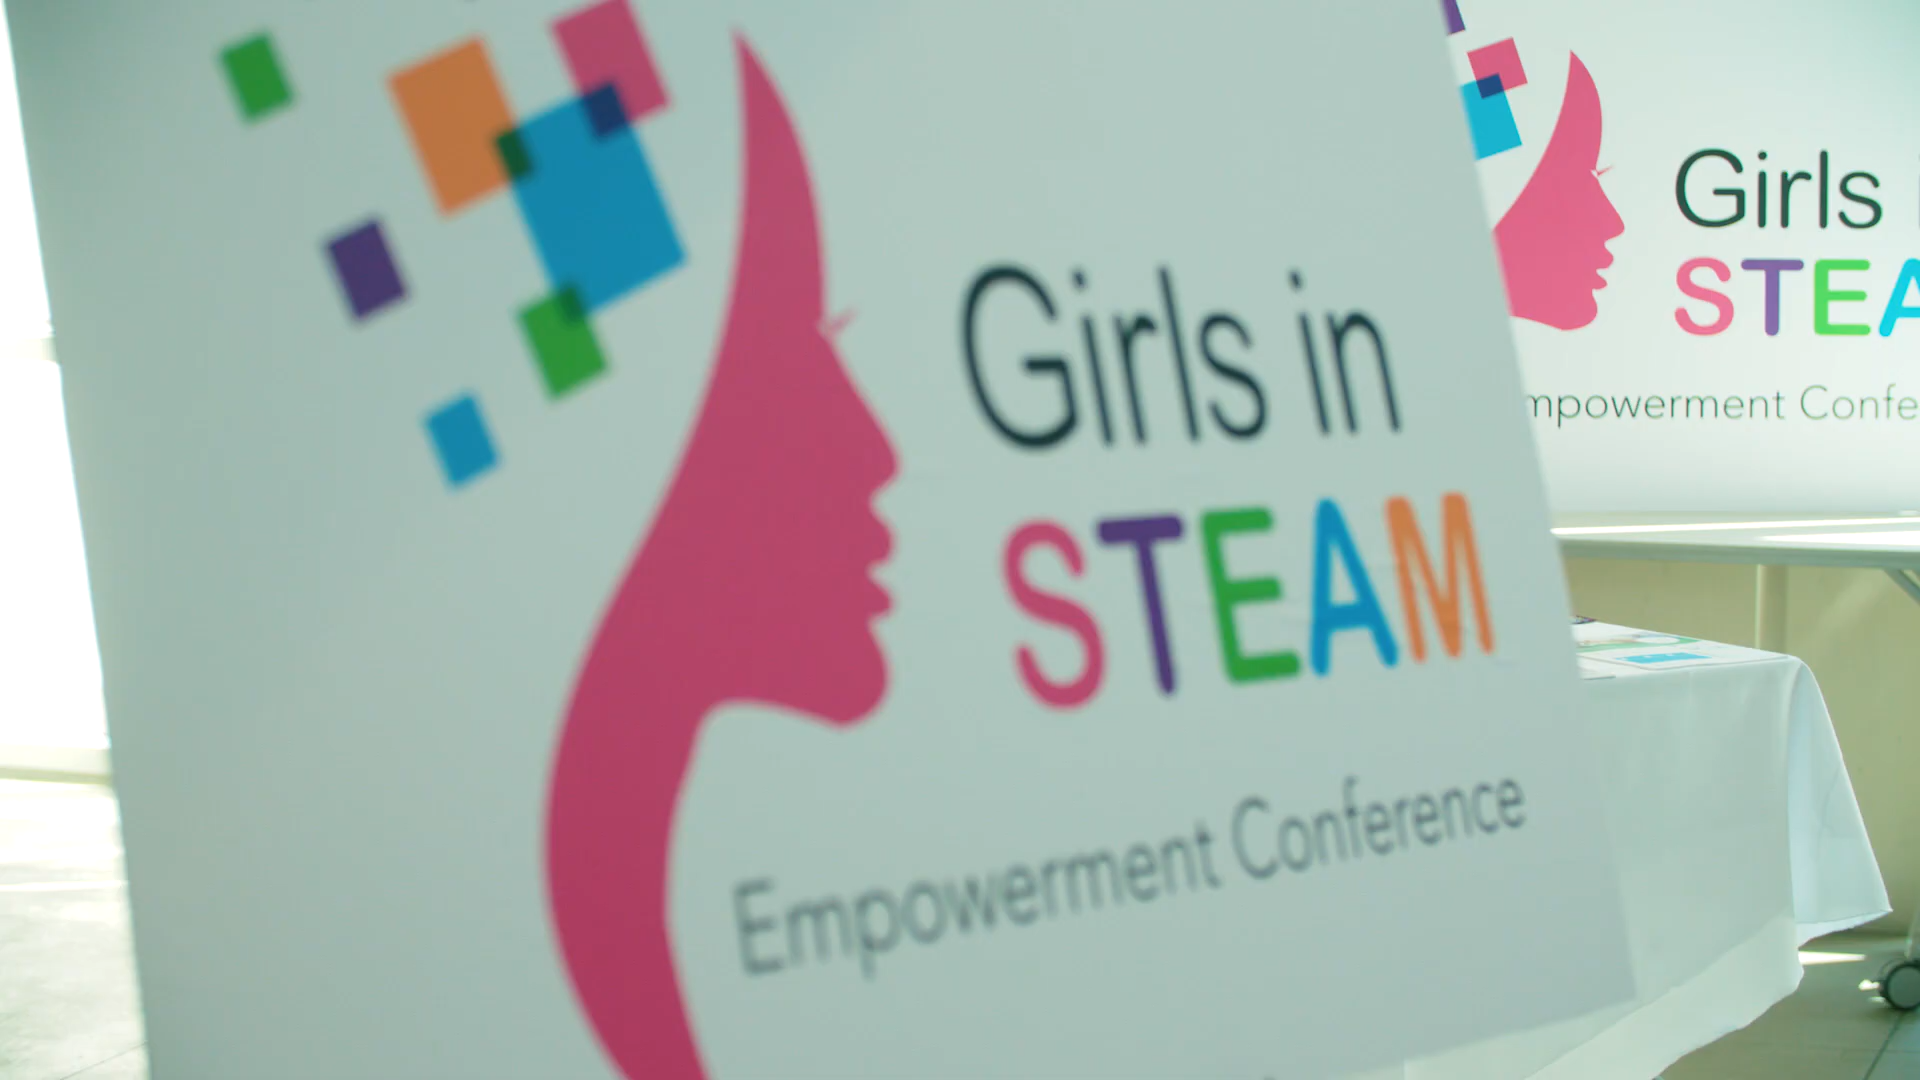 Girls in
STEAM
Empowerment Conference
Girls
STEA
mpowerment Confe